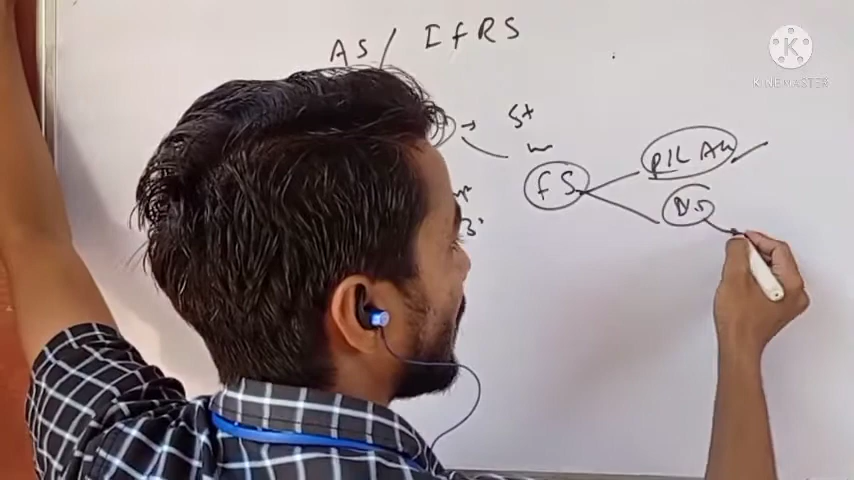 AS / IFRS
St
FS
P/L A/c
B.S
KINEMASTER